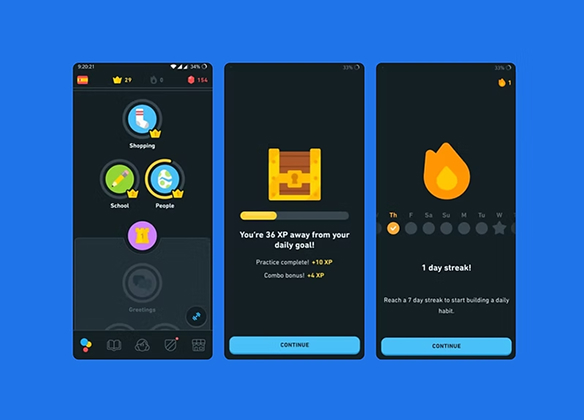 9:20:21
34%
29
0
154
Shopping
School
People
Greetings
33%
You're 36 XP away from your
daily goal!
Practice complete! +10 XP
Combo bonus! +4 XP
CONTINUE
33%
1
Th F Sa Su M Tu W
1 day streak!
Reach a 7 day streak to start building a daily
habit.
CONTINUE